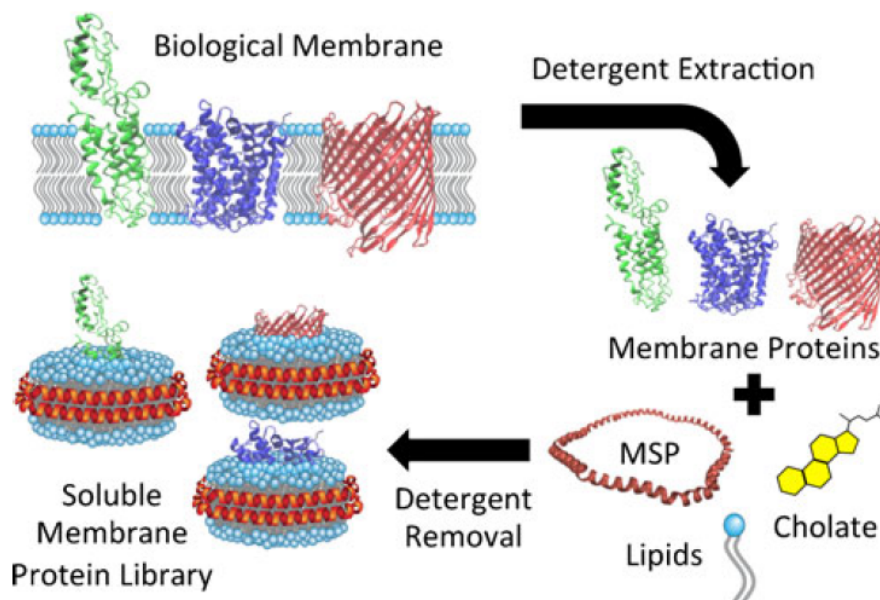 Biological Membrane
Detergent Extraction
Membrane Proteins
MSP
Cholate
Lipids
Detergent
Removal
Soluble
Membrane
Protein Library